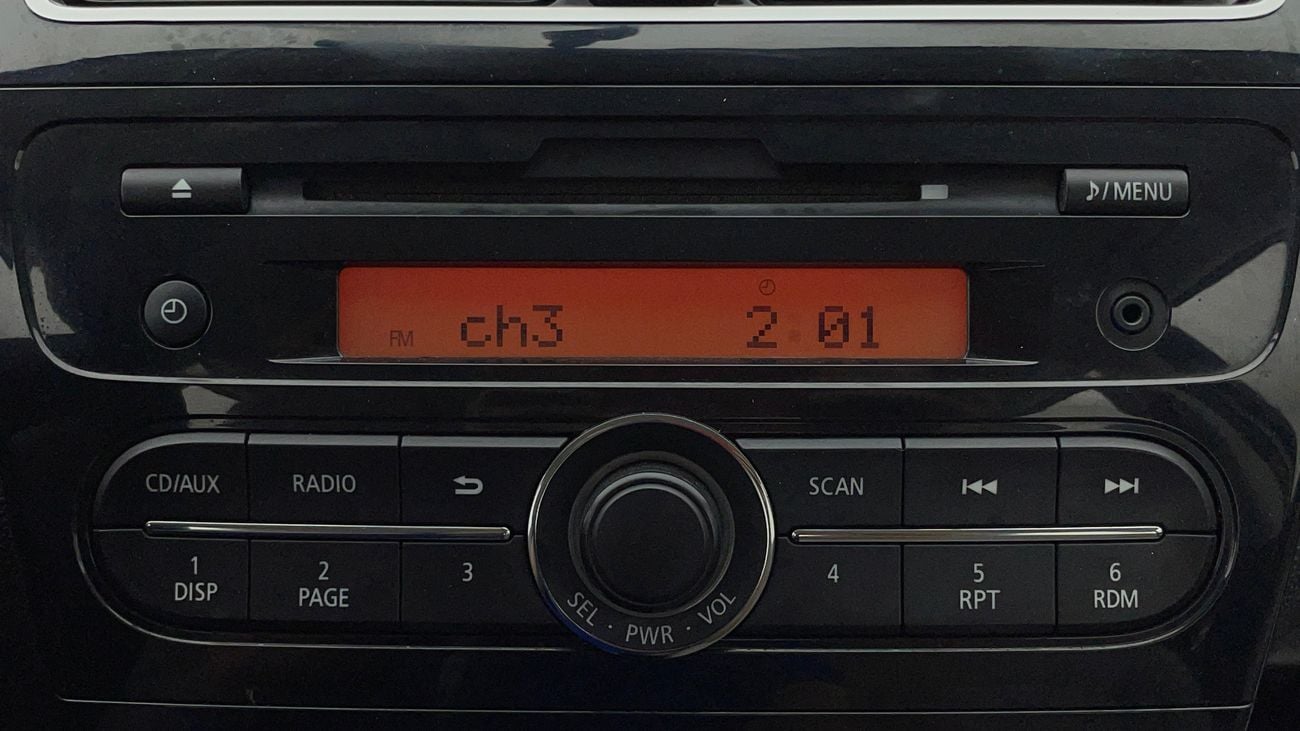 ♪/MENU
FM ch3 2:01
CD/AUX RADIO SCAN
1 2 3 4 5 6
DISP PAGE RPT RDM
SEL · PWR · VOL